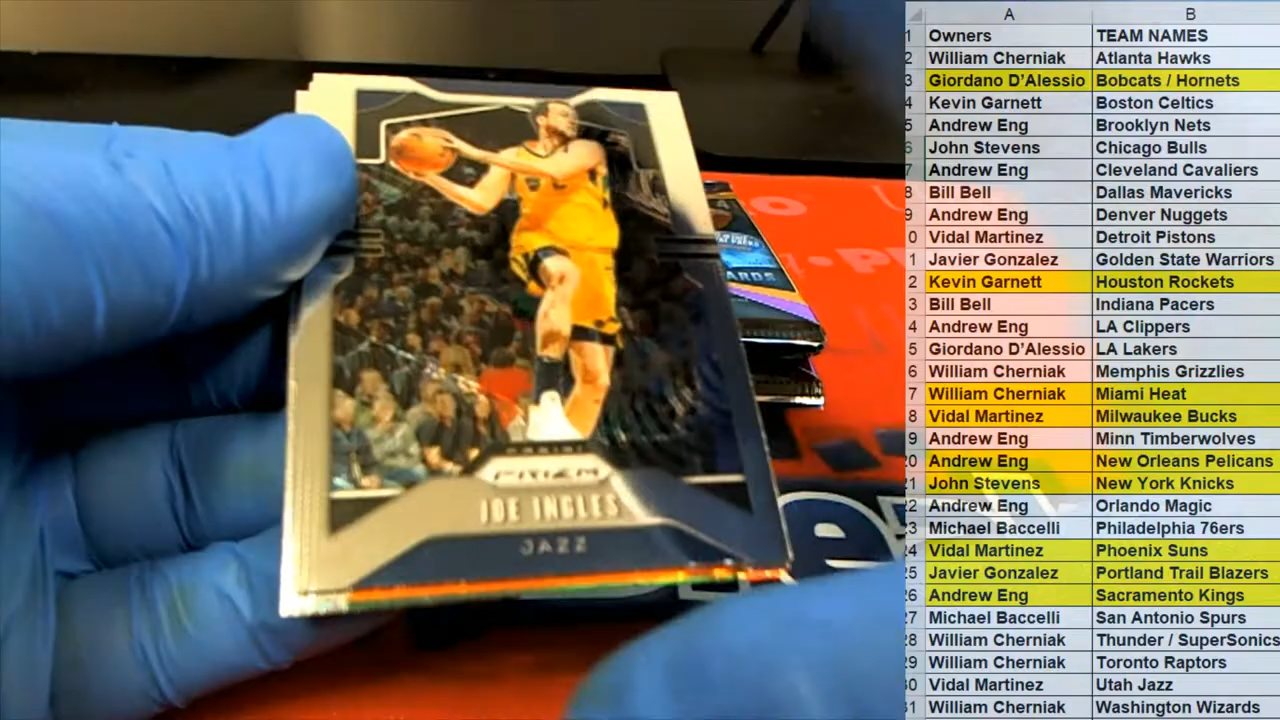 PANINI
PRIZM
JOE INGLES
JAZZ
ARDS
A B
1 Owners TEAM NAMES
2 William Cherniak Atlanta Hawks
3 Giordano D'Alessio Bobcats / Hornets
4 Kevin Garnett Boston Celtics
5 Andrew Eng Brooklyn Nets
6 John Stevens Chicago Bulls
7 Andrew Eng Cleveland Cavaliers
8 Bill Bell Dallas Mavericks
9 Andrew Eng Denver Nuggets
0 Vidal Martinez Detroit Pistons
1 Javier Gonzalez Golden State Warriors
2 Kevin Garnett Houston Rockets
3 Bill Bell Indiana Pacers
4 Andrew Eng LA Clippers
5 Giordano D'Alessio LA Lakers
6 William Cherniak Memphis Grizzlies
7 William Cherniak Miami Heat
8 Vidal Martinez Milwaukee Bucks
9 Andrew Eng Minn Timberwolves
20 Andrew Eng New Orleans Pelicans
21 John Stevens New York Knicks
22 Andrew Eng Orlando Magic
23 Michael Baccelli Philadelphia 76ers
24 Vidal Martinez Phoenix Suns
25 Javier Gonzalez Portland Trail Blazers
26 Andrew Eng Sacramento Kings
27 Michael Baccelli San Antonio Spurs
28 William Cherniak Thunder / SuperSonics
29 William Cherniak Toronto Raptors
30 Vidal Martinez Utah Jazz
31 William Cherniak Washington Wizards